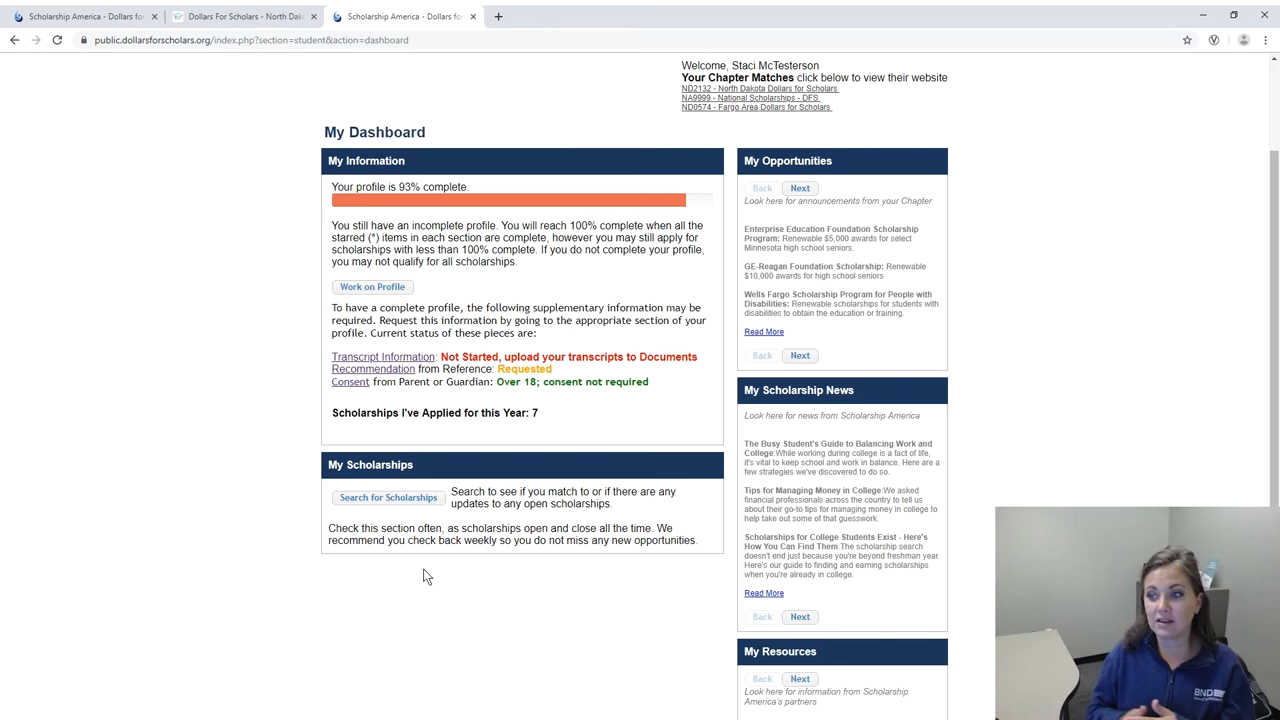 Scholarship America - Dollars for
Dollars For Scholars - North Dak
Scholarship America - Dollars for
public.dollarsforscholars.org/index.php?section=student&action=dashboard
Welcome, Staci McTesterson
Your Chapter Matches click below to view their website
ND2132 - North Dakota Dollars for Scholars
NA9999 - National Scholarships - DFS
ND0574 - Fargo Area Dollars for Scholars
My Dashboard
My Information
Your profile is 93% complete.
You still have an incomplete profile. You will reach 100% complete when all the
starred (*) items in each section are complete, however you may still apply for
scholarships with less than 100% complete. If you do not complete your profile,
you may not qualify for all scholarships.
Work on Profile
To have a complete profile, the following supplementary information may be
required. Request this information by going to the appropriate section of your
profile. Current status of these pieces are:
Transcript Information: Not Started, upload your transcripts to Documents
Recommendation from Reference: Requested
Consent from Parent or Guardian: Over 18; consent not required
Scholarships I've Applied for this Year: 7
My Scholarships
Search for Scholarships
Search to see if you match to or if there are any
updates to any open scholarships.
Check this section often, as scholarships open and close all the time. We
recommend you check back weekly so you do not miss any new opportunities.
My Opportunities
Back Next
Look here for announcements from your Chapter
Enterprise Education Foundation Scholarship
Program: Renewable $5,000 awards for select
Minnesota high school seniors.
GE-Reagan Foundation Scholarship: Renewable
$10,000 awards for high school seniors
Wells Fargo Scholarship Program for People with
Disabilities: Renewable scholarships for students with
disabilities to obtain the education or training.
Read More
Back Next
My Scholarship News
Look here for news from Scholarship America
The Busy Student's Guide to Balancing Work and
College:While working during college is a fact of life,
it's vital to keep school and work in balance. Here are a
few strategies we've discovered to do so.
Tips for Managing Money in College:We asked
financial professionals across the country to tell us
about their go-to tips for managing money in college to
help take out some of that guesswork.
Scholarships for College Students Exist - Here's
How You Can Find Them:The scholarship search
doesn't end just because you're beyond freshman year.
Here's our guide to finding and earning scholarships
when you're already in college.
Read More
Back Next
My Resources
Back Next
Look here for information from Scholarship
America's partners
BND